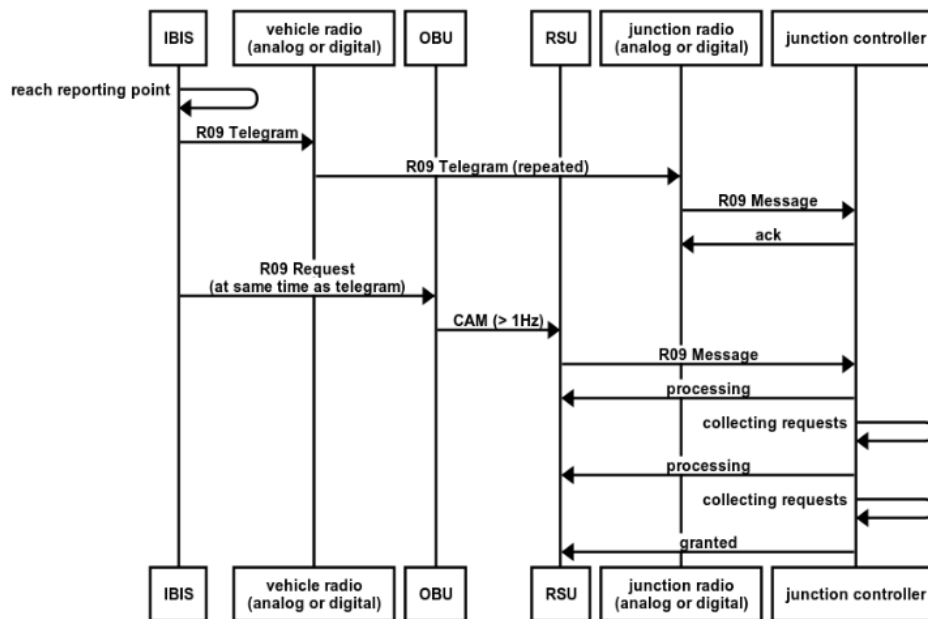 IBIS
vehicle radio
(analog or digital)
OBU
RSU
junction radio
(analog or digital)
junction controller
reach reporting point
R09 Telegram
R09 Telegram (repeated)
R09 Message
ack
R09 Request
(at same time as telegram)
CAM (> 1Hz)
R09 Message
processing
collecting requests
processing
collecting requests
granted
IBIS
vehicle radio
(analog or digital)
OBU
RSU
junction radio
(analog or digital)
junction controller